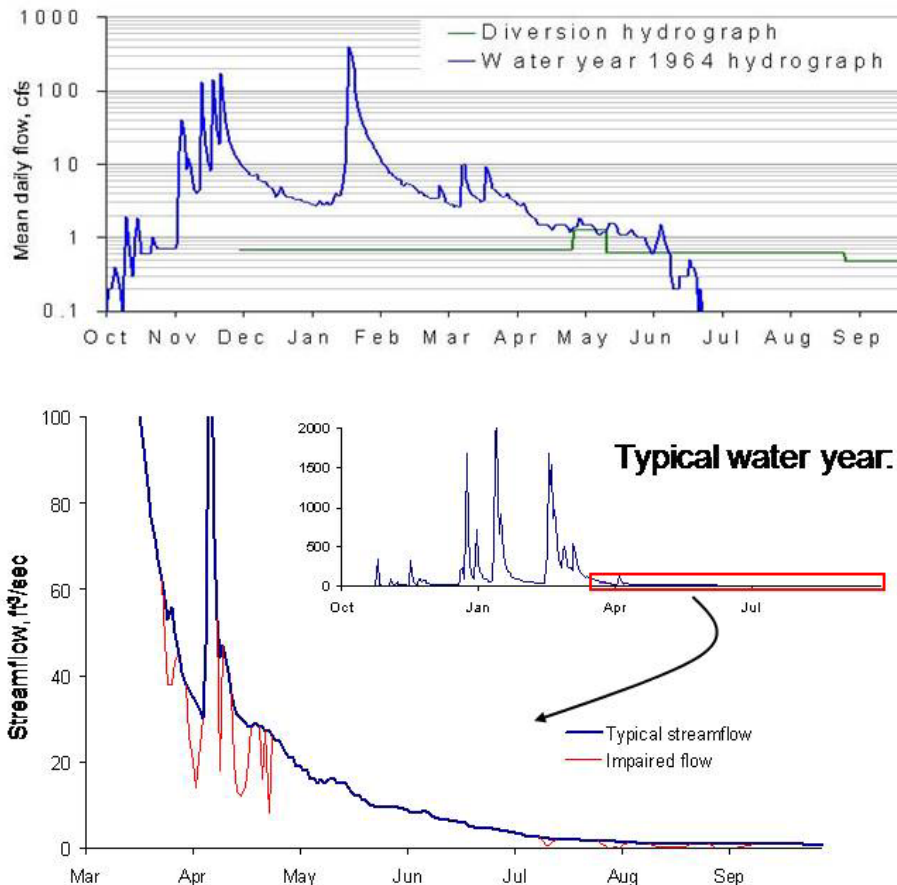 1000
Diversion hydrograph
Water year 1964 hydrograph
100
10
1
0.1
Mean daily flow, cfs
Oct Nov Dec Jan Feb Mar Apr May Jun Jul Aug Sep
100
80
60
40
20
0
Streamflow, ft³/sec
2000
1500
1000
500
0
Oct Jan Apr Jul
Typical water year:
Typical streamflow
Impaired flow
Mar Apr May Jun Jul Aug Sep